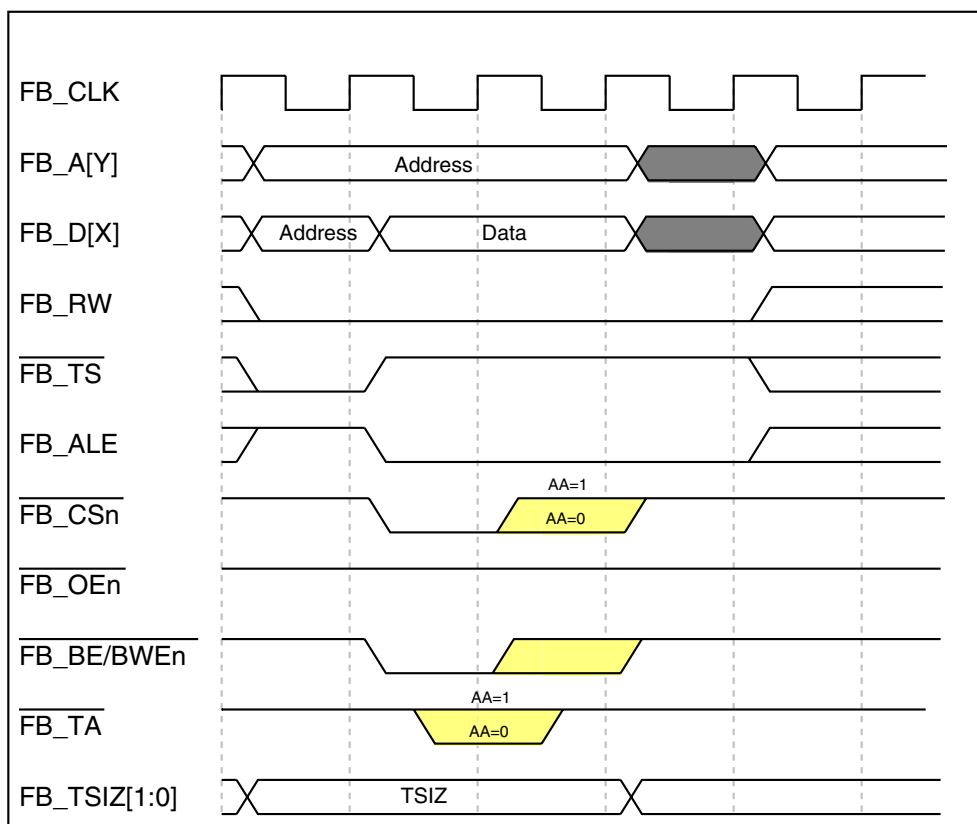 FB_CLK
FB_A[Y]
Address
FB_D[X]
Address
Data
FB_RW
FB_TS
FB_ALE
AA=1
FB_CSn
AA=0
FB_OEn
FB_BE/BWEn
AA=1
FB_TA
AA=0
FB_TSIZ[1:0]
TSIZ